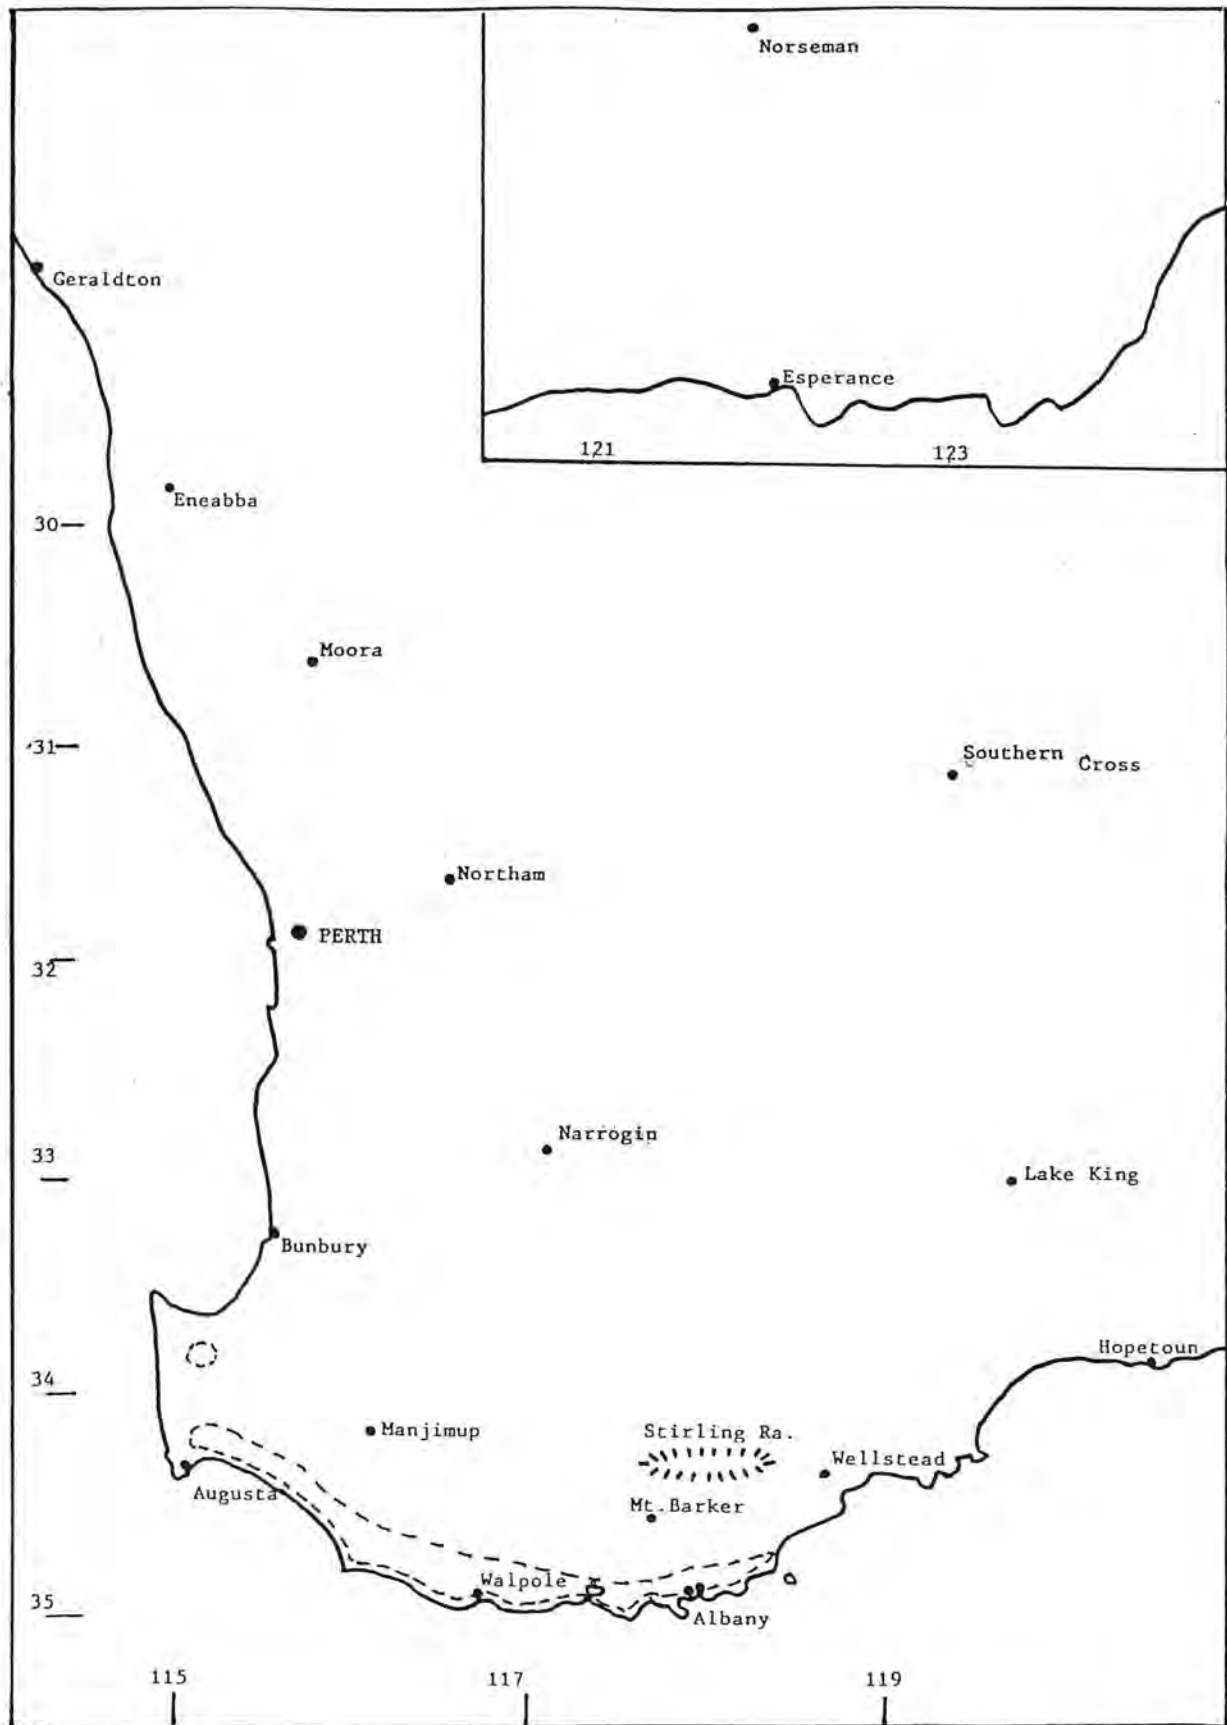 Norseman
Geraldton
Esperance
121
123
Eneabba
30
Moora
31
Southern Cross
Northam
PERTH
32
Narrogin
33
Lake King
Bunbury
Hopetoun
34
Manjimup
Stirling Ra.
Wellstead
Augusta
Mt.Barker
Walpole
35
Albany
115
117
119